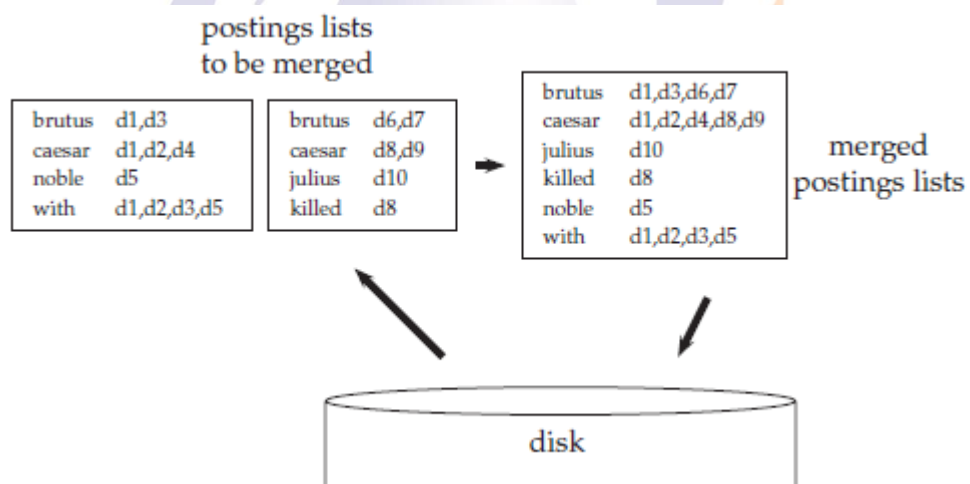 postings lists
to be merged
brutus d1,d3
caesar d1,d2,d4
noble d5
with d1,d2,d3,d5
brutus d6,d7
caesar d8,d9
julius d10
killed d8
brutus d1,d3,d6,d7
caesar d1,d2,d4,d8,d9
julius d10
killed d8
noble d5
with d1,d2,d3,d5
merged
postings lists
disk